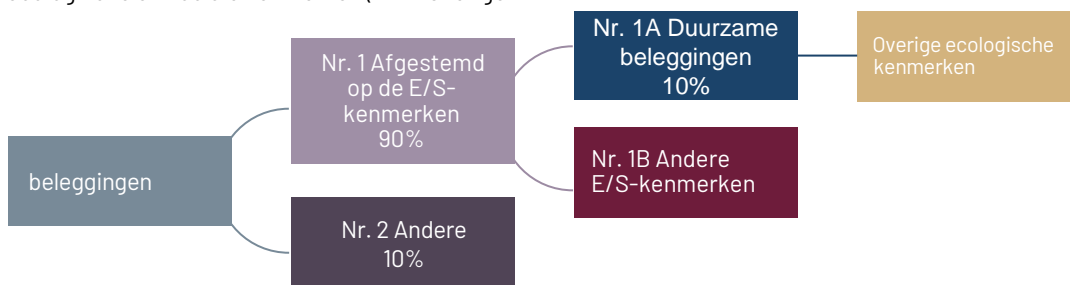 Nr. 1A Duurzame
beleggingen
10%
Overige ecologische
kenmerken
Nr. 1 Afgestemd
op de E/S-
kenmerken
90%
Nr. 1B Andere
E/S-kenmerken
beleggingen
Nr. 2 Andere
10%